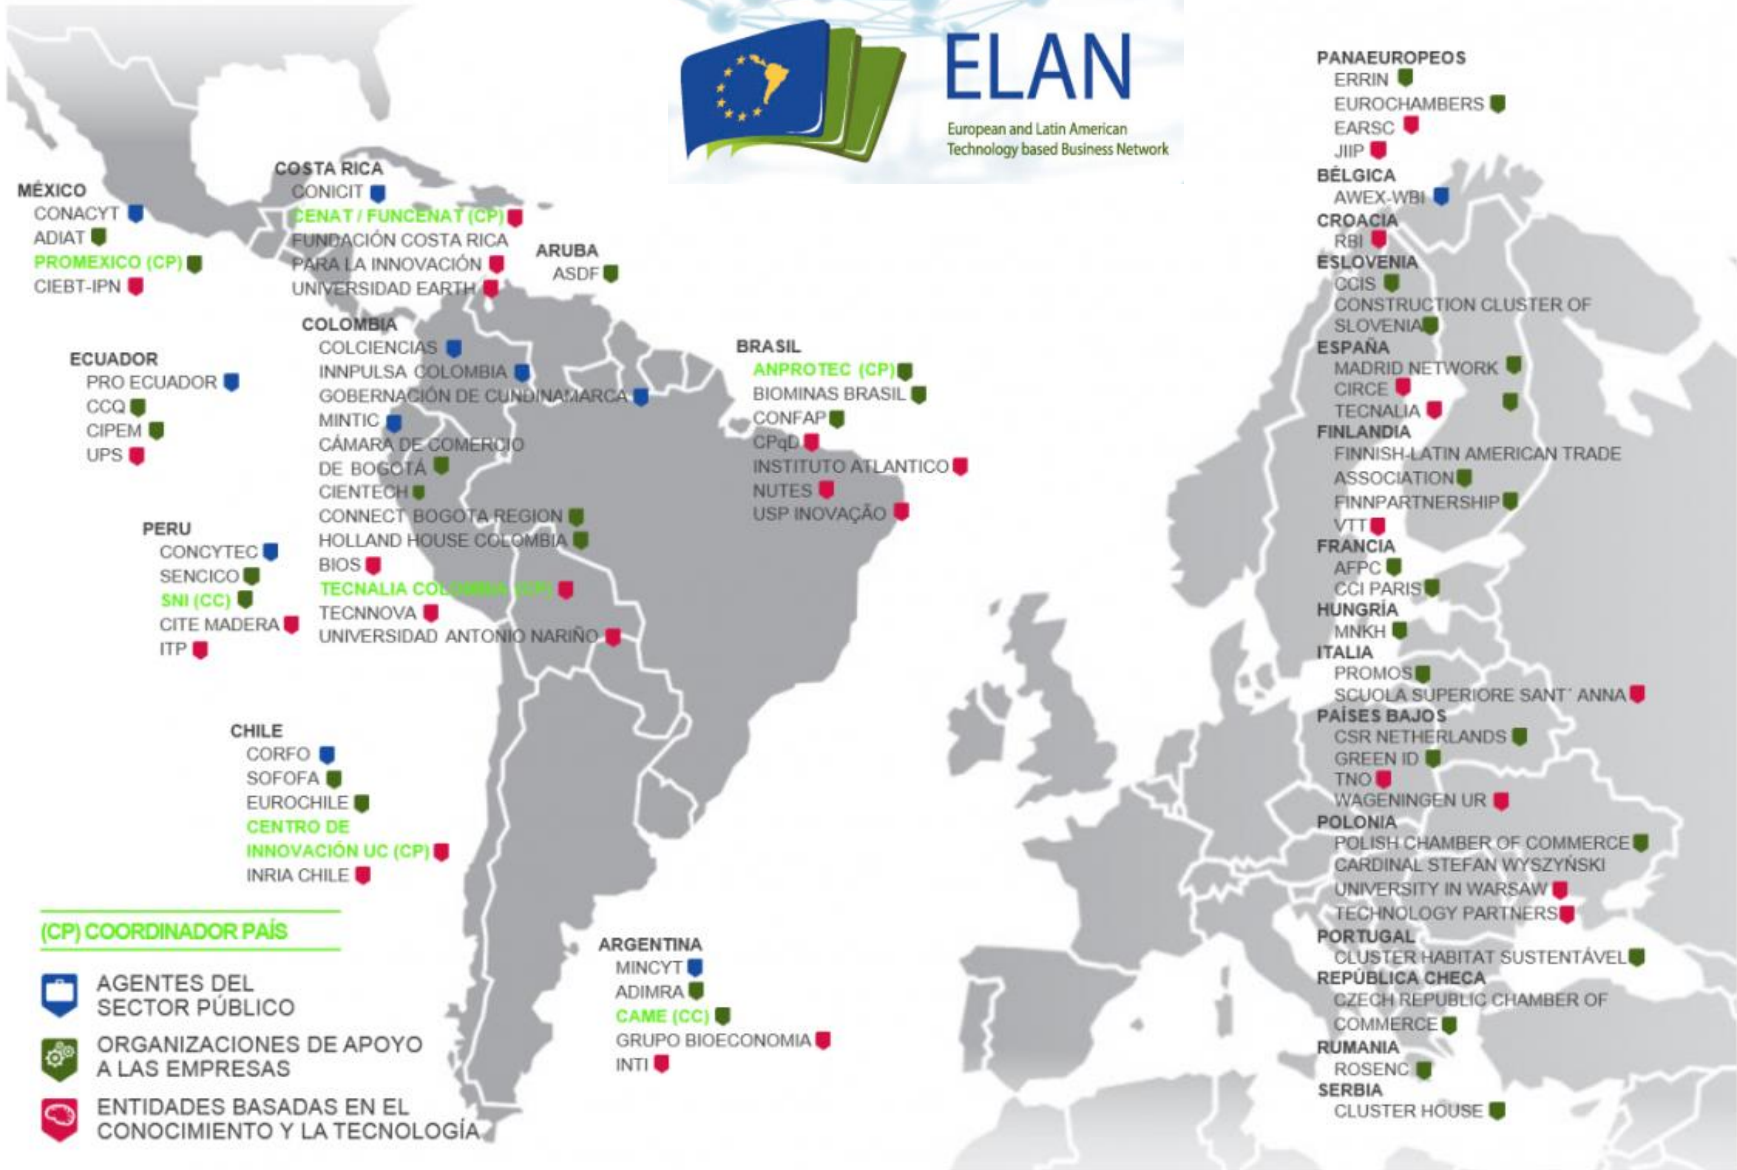 ELAN
European and Latin American
Technology based Business Network
MÉXICO
CONACYT
ADIAT
PROMEXICO (CP)
CIEBT-IPN
COSTA RICA
CONICIT
CENAT / FUNCENAT (CP)
FUNDACIÓN COSTA RICA
PARA LA INNOVACIÓN
UNIVERSIDAD EARTH
ARUBA
ASDF
ECUADOR
PRO ECUADOR
CCQ
CIPEM
UPS
COLOMBIA
COLCIENCIAS
INNPULSA COLOMBIA
GOBERNACIÓN DE CUNDINAMARCA
MINTIC
CÁMARA DE COMERCIO
DE BOGOTÁ
CIENTECH
CONNECT BOGOTA REGION
HOLLAND HOUSE COLOMBIA
BIOS
TECNALIA COLOMBIA (CP)
TECNNOVA
UNIVERSIDAD ANTONIO NARIÑO
BRASIL
ANPROTEC (CP)
BIOMINAS BRASIL
CONFAP
CPqD
INSTITUTO ATLANTICO
NUTES
USP INOVAÇÃO
PERU
CONCYTEC
SENCICO
SNI (CC)
CITE MADERA
ITP
CHILE
CORFO
SOFOFA
EUROCHILE
CENTRO DE
INNOVACIÓN UC (CP)
INRIA CHILE
ARGENTINA
MINCYT
ADIMRA
CAME (CC)
GRUPO BIOECONOMIA
INTI
(CP) COORDINADOR PAÍS
AGENTES DEL
SECTOR PÚBLICO
ORGANIZACIONES DE APOYO
A LAS EMPRESAS
ENTIDADES BASADAS EN EL
CONOCIMIENTO Y LA TECNOLOGÍA
PANAEUROPEOS
ERRIN
EUROCHAMBERS
EARSC
JIIP
BÉLGICA
AWEX-WBI
CROACIA
RBI
ESLOVENIA
CCIS
CONSTRUCTION CLUSTER OF
SLOVENIA
ESPAÑA
MADRID NETWORK
CIRCE
TECNALIA
FINLANDIA
FINNISH-LATIN AMERICAN TRADE
ASSOCIATION
FINNPARTNERSHIP
VTT
FRANCIA
AFPC
CCI PARIS
HUNGRÍA
MNKH
ITALIA
PROMOS
SCUOLA SUPERIORE SANT´ ANNA
PAÍSES BAJOS
CSR NETHERLANDS
GREEN ID
TNO
WAGENINGEN UR
POLONIA
POLISH CHAMBER OF COMMERCE
CARDINAL STEFAN WYSZYŃSKI
UNIVERSITY IN WARSAW
TECHNOLOGY PARTNERS
PORTUGAL
CLUSTER HABITAT SUSTENTÁVEL
REPÚBLICA CHECA
CZECH REPUBLIC CHAMBER OF
COMMERCE
RUMANIA
ROSENC
SERBIA
CLUSTER HOUSE